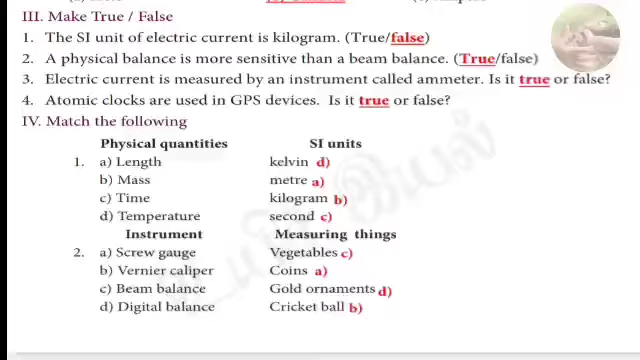 III. Make True / False
1. The SI unit of electric current is kilogram. (True/false)
2. A physical balance is more sensitive than a beam balance. (True/false)
3. Electric current is measured by an instrument called ammeter. Is it true or false?
4. Atomic clocks are used in GPS devices. Is it true or false?
IV. Match the following
Physical quantities SI units
1. a) Length kelvin d)
b) Mass metre a)
c) Time kilogram b)
d) Temperature second c)
Instrument Measuring things
2. a) Screw gauge Vegetables c)
b) Vernier caliper Coins a)
c) Beam balance Gold ornaments d)
d) Digital balance Cricket ball b)